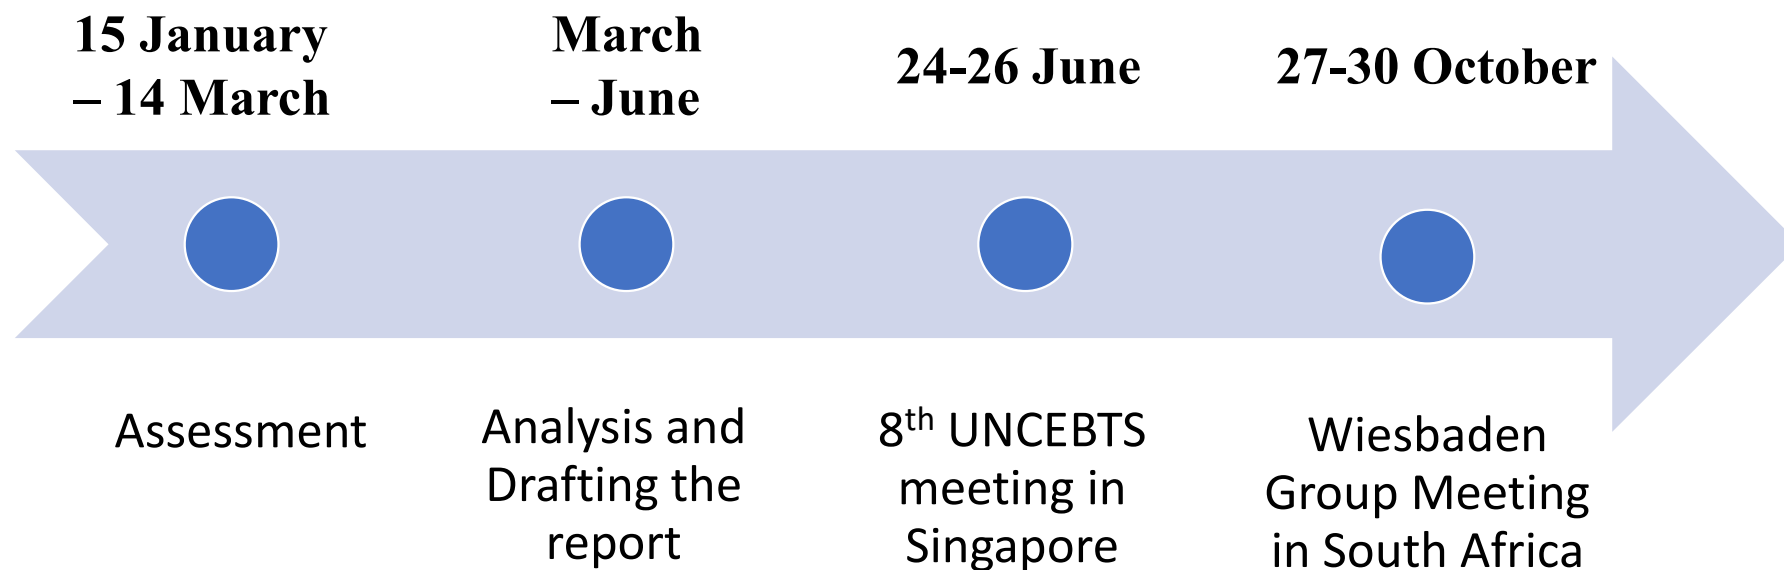 15 January
– 14 March
March
– June
24-26 June
27-30 October
Assessment
Analysis and
Drafting the
report
8th UNCEBTS
meeting in
Singapore
Wiesbaden
Group Meeting
in South Africa